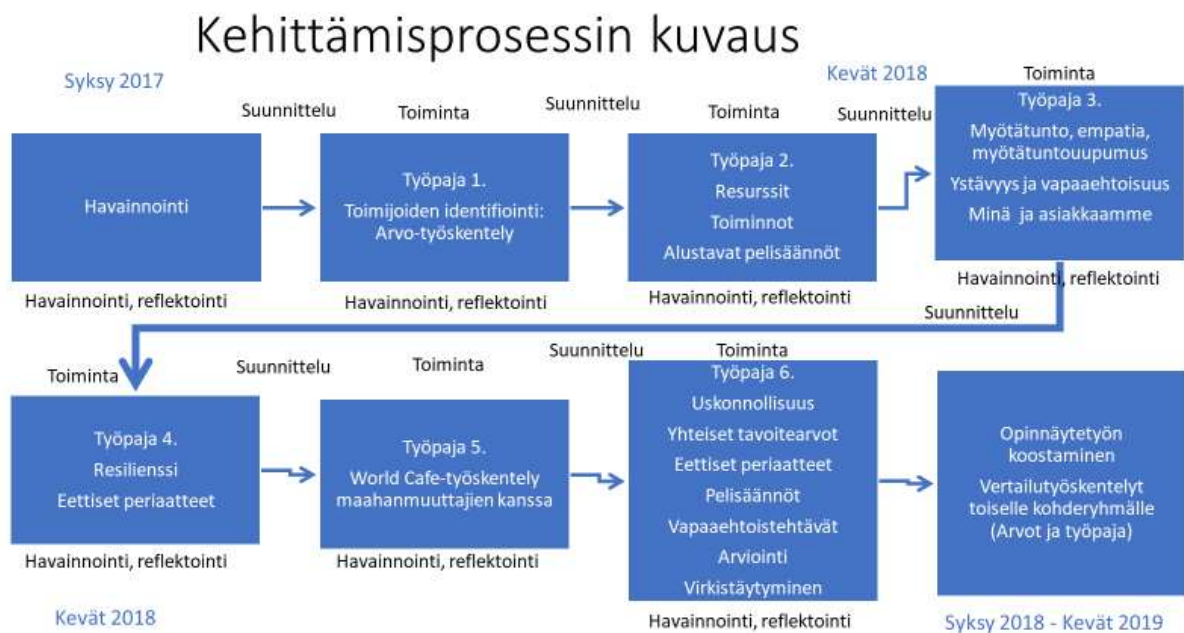 Kehittämisprosessin kuvaus
Syksy 2017
Kevät 2018
Suunnittelu
Toiminta
Suunnittelu
Toiminta
Suunnittelu
Toiminta
Havainnointi
Työpaja 1.
Toimijoiden identifiointi:
Arvo-työskentely
Työpaja 2.
Resurssit
Toiminnot
Alustavat pelisäännöt
Työpaja 3.
Myötätunto, empatia,
myötätuntouupumus
Ystävyys ja vapaaehtoisuus
Minä ja asiakkaamme
Havainnointi, reflektointi
Havainnointi, reflektointi
Havainnointi, reflektointi
Havainnointi, reflektointi
Suunnittelu
Toiminta
Suunnittelu
Toiminta
Suunnittelu
Toiminta
Työpaja 4.
Resilienssi
Eettiset periaatteet
Työpaja 5.
World Cafe-työskentely
maahanmuuttajien kanssa
Työpaja 6.
Uskonnollisuus
Yhteiset tavoitearvot
Eettiset periaatteet
Pelisäännöt
Vapaaehtoistehtävät
Arviointi
Virkistäytyminen
Opinnäytetyön
koostaminen
Vertailutyöskentelyt
toiselle kohderyhmälle
(Arvot ja työpaja)
Havainnointi, reflektointi
Havainnointi, reflektointi
Havainnointi, reflektointi
Kevät 2018
Syksy 2018 - Kevät 2019